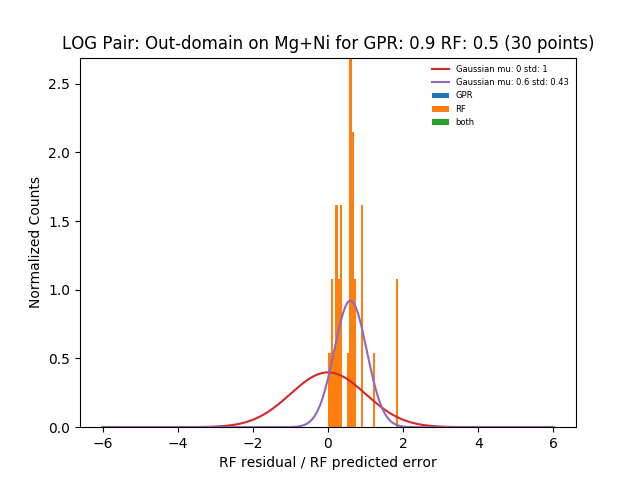 LOG Pair: Out-domain on Mg+Ni for GPR: 0.9 RF: 0.5 (30 points)
Gaussian mu: 0 std: 1
Gaussian mu: 0.6 std: 0.43
GPR
RF
both
Normalized Counts
2.5
2.0
1.5
1.0
0.5
0.0
−6 −4 −2 0 2 4 6
RF residual / RF predicted error